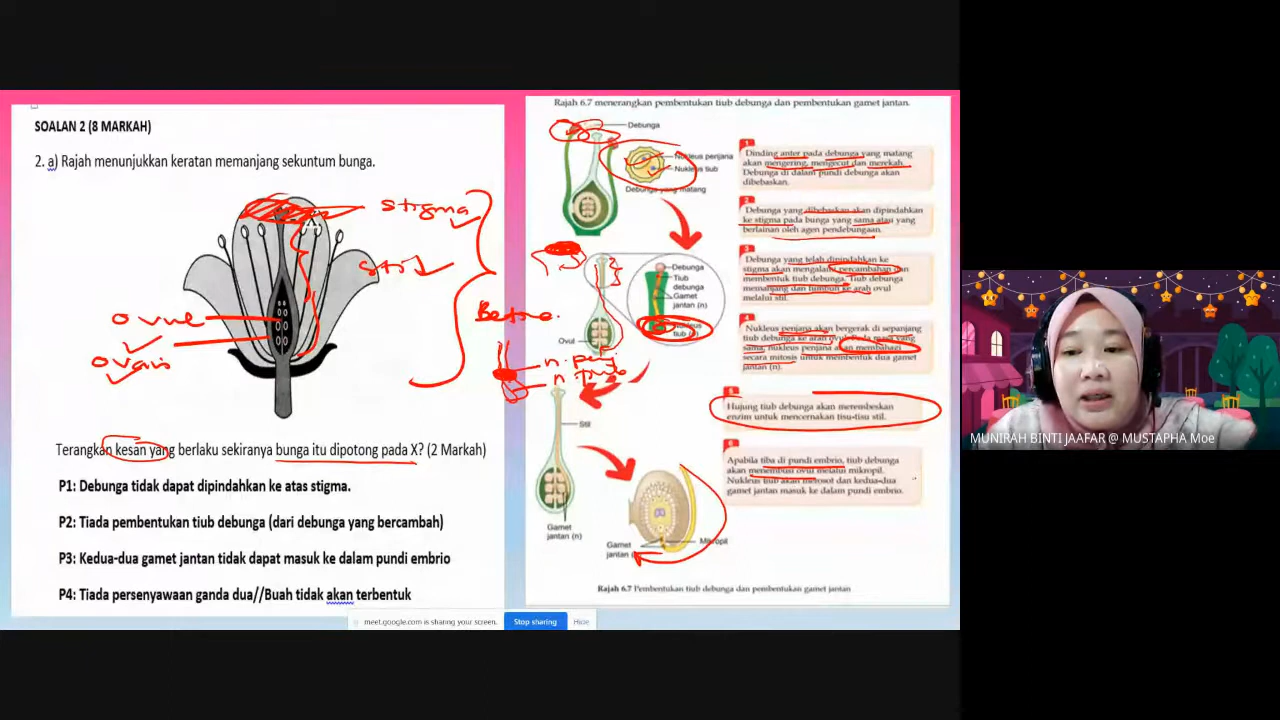 SOALAN 2 (8 MARKAH)
2. a) Rajah menunjukkan keratan memanjang sekuntum bunga.
stigma
stil
Betina.
ovul
ovari
Terangkan kesan yang berlaku sekiranya bunga itu dipotong pada X? (2 Markah)
P1: Debunga tidak dapat dipindahkan ke atas stigma.
P2: Tiada pembentukan tiub debunga (dari debunga yang bercambah)
P3: Kedua-dua gamet jantan tidak dapat masuk ke dalam pundi embrio
P4: Tiada persenyawaan ganda dua//Buah tidak akan terbentuk
Rajah 6.7 menerangkan pembentukan tiub debunga dan pembentukan gamet jantan.
Debunga
Nukleus penjana
Nukleus tiub
Debunga yang matang
1
Dinding anter pada debunga yang matang
akan mengering, mengecut dan merekah.
Debunga di dalam pundi debunga akan
dibebaskan.
2
Debunga yang dibebaskan akan dipindahkan
ke stigma pada bunga yang sama atau yang
berlainan oleh agen pendebungaan.
Debunga
Tiub
debunga
Gamet
jantan (n)
Nukleus
tiub (n)
Ovul
3
Debunga yang telah dipindahkan ke
stigma akan mengalami percambahan dan
membentuk tiub debunga. Tiub debunga
memanjang dan tumbuh ke arah ovul
melalui stil.
4
Nukleus penjana akan bergerak di sepanjang
tiub debunga ke arah ovul. Pada masa yang
sama, nukleus penjana akan membahagi
secara mitosis untuk membentuk dua gamet
jantan (n).
n. tiub
Stil
Gamet
jantan (n)
5
Hujung tiub debunga akan merembeskan
enzim untuk mencernakan tisu-tisu stil.
6
Apabila tiba di pundi embrio, tiub debunga
akan menembusi ovul melalui mikropil.
Nukleus tiub akan merosot dan kedua-dua
gamet jantan masuk ke dalam pundi embrio.
Gamet
jantan
Mikropil
Rajah 6.7 Pembentukan tiub debunga dan pembentukan gamet jantan
meet.google.com is sharing your screen.
Stop sharing
Hide
MUNIRAH BINTI JAAFAR @ MUSTAPHA Moe